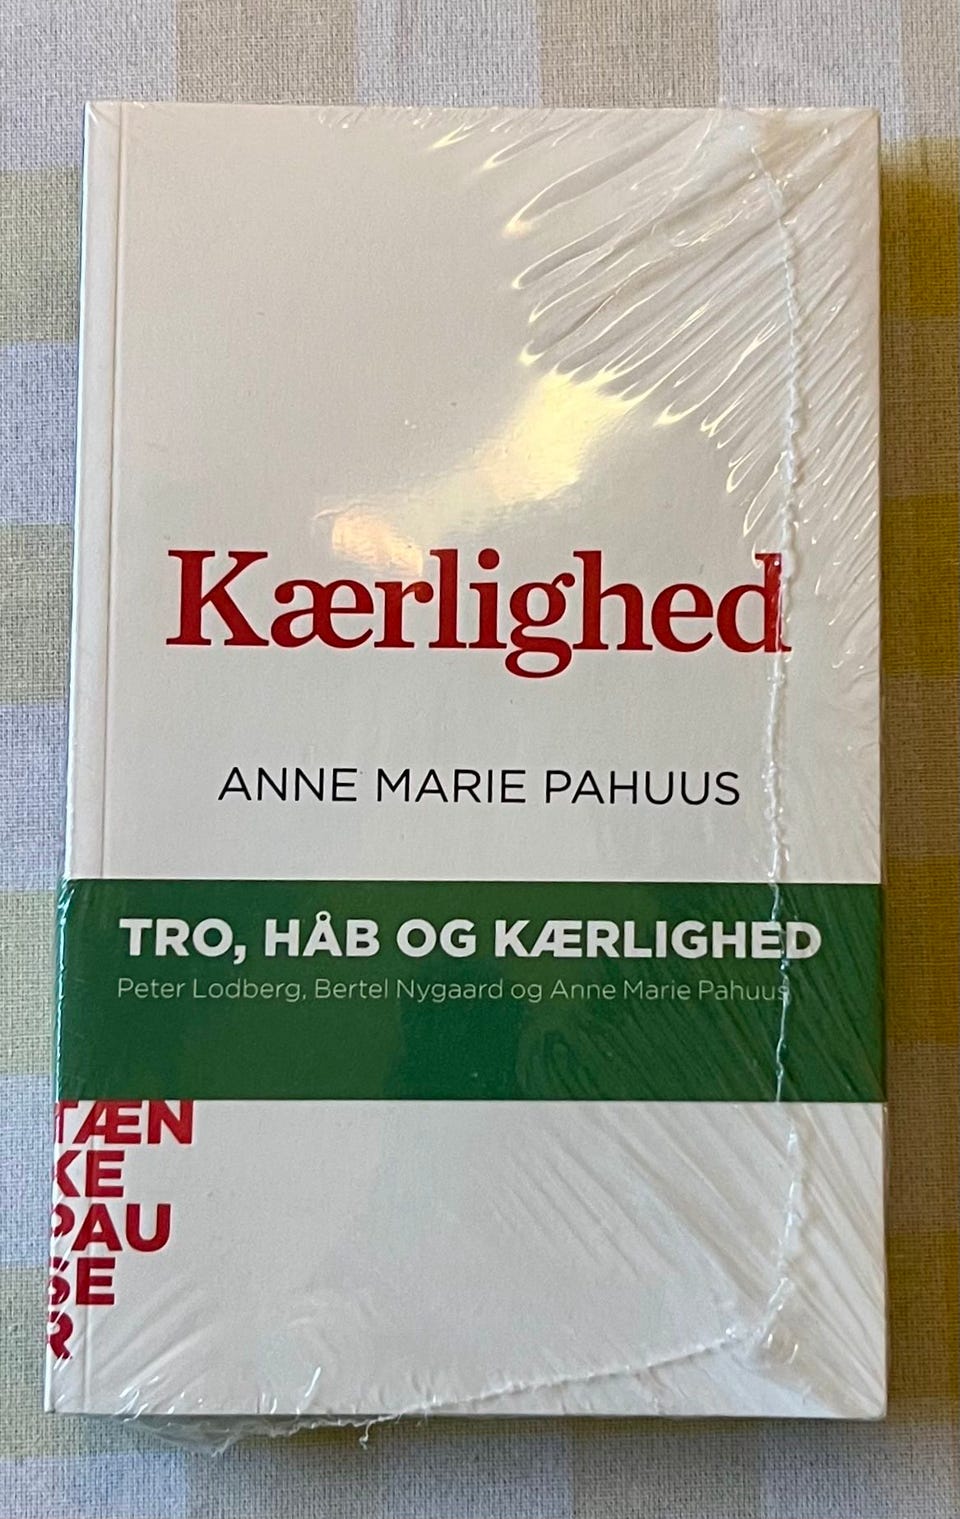 Kærlighed
ANNE MARIE PAHUUS
TRO, HÅB OG KÆRLIGHED
Peter Lodberg, Bertel Nygaard og Anne Marie Pahuus
TÆN
KE
PAU
SE
R